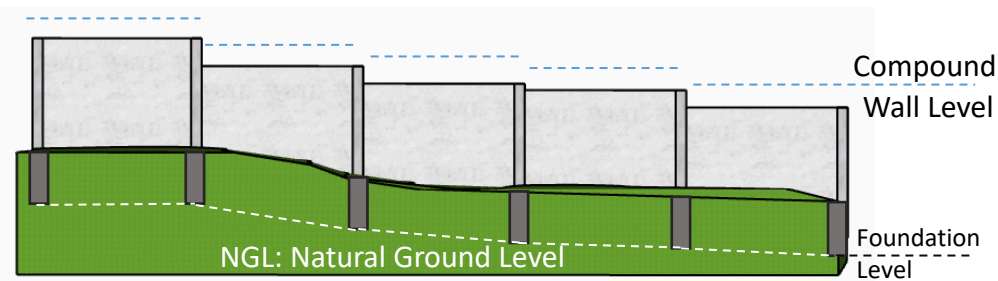 Compound
Wall Level
NGL: Natural Ground Level
Foundation
Level